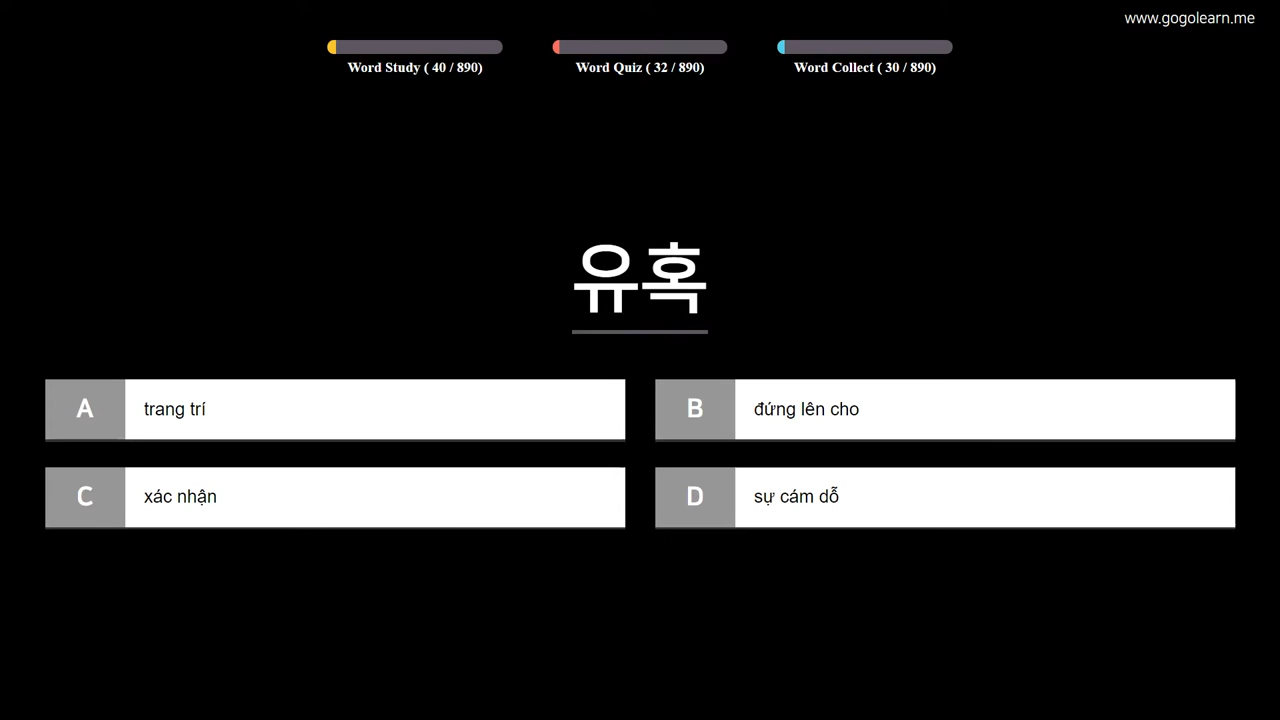 www.gogolearn.me
Word Study ( 40 / 890)
Word Quiz ( 32 / 890)
Word Collect ( 30 / 890)
유혹
A trang trí
B đứng lên cho
C xác nhận
D sự cám dỗ